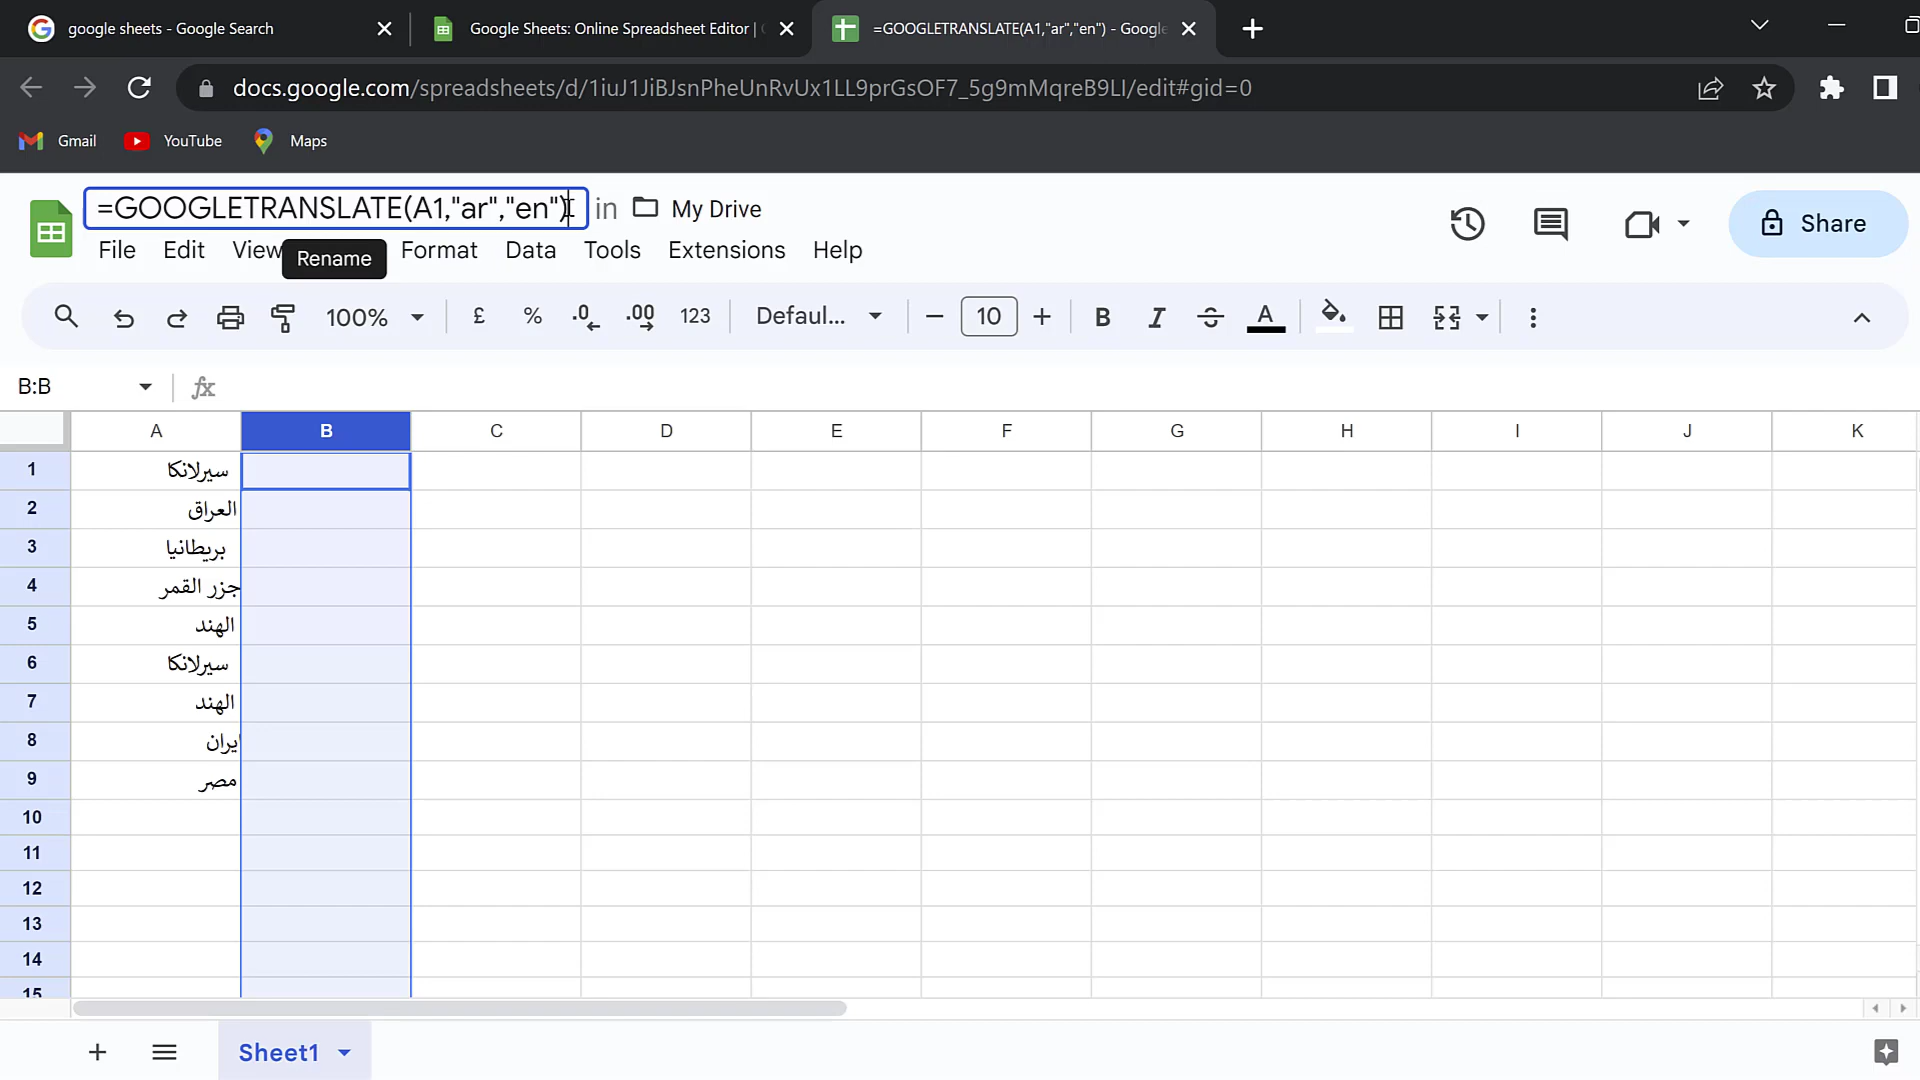 google sheets - Google Search
Google Sheets: Online Spreadsheet Editor |
=GOOGLETRANSLATE(A1,"ar","en") - Google
docs.google.com/spreadsheets/d/1iuJ1JiBJsnPheUnRvUx1LL9prGsOF7_5g9mMqreB9LI/edit#gid=0
Gmail YouTube Maps
=GOOGLETRANSLATE(A1,"ar","en") in My Drive
File Edit View Format Data Tools Extensions Help
Rename
Share
100% £ % .0 .00 123 Defaul... 10 B I A
B:B fx
A B C D E F G H I J K
1 سيرلانكا
2 العراق
3 بريطانيا
4 جزر القمر
5 الهند
6 سيرلانكا
7 الهند
8 ايران
9 مصر
10
11
12
13
14
15
Sheet1